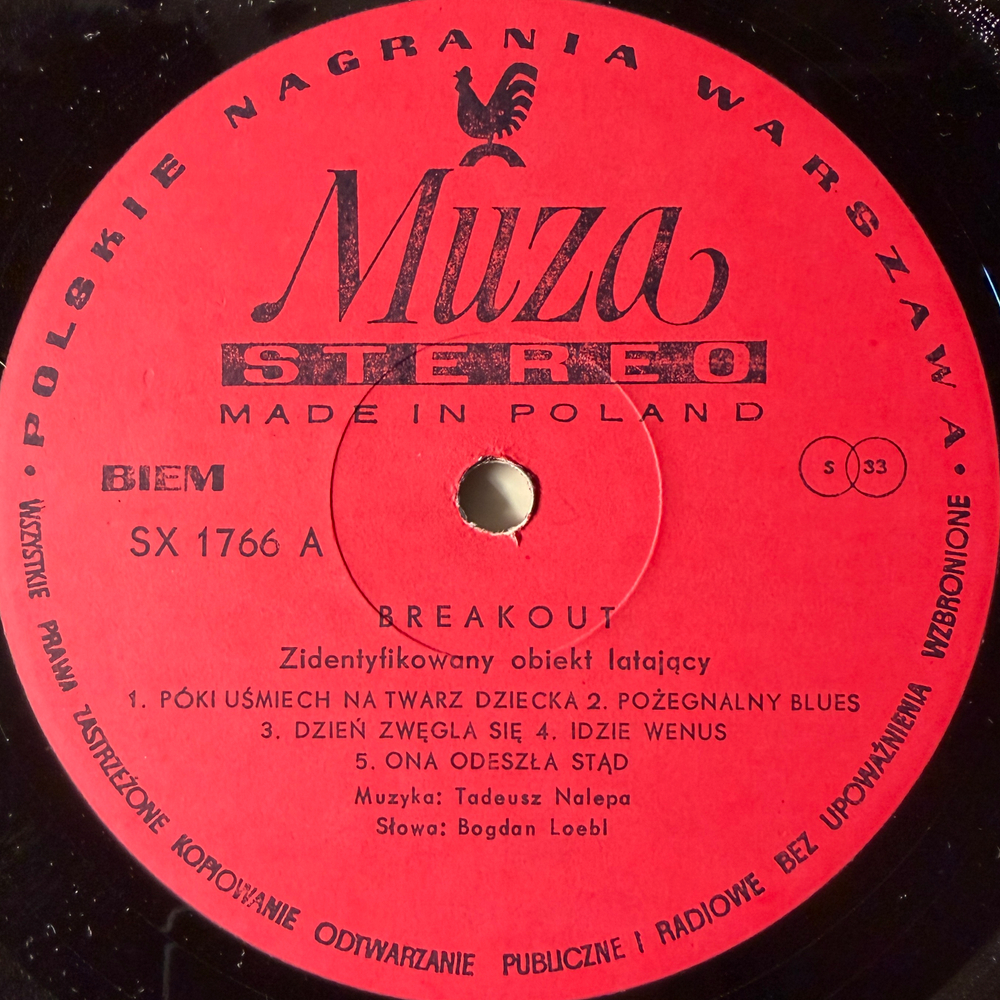 • POLSKIE NAGRANIA WARSZAWA •
Muza
STEREO
MADE IN POLAND
BIEM
S 33
SX 1766 A
BREAKOUT
Zidentyfikowany obiekt latający
1. PÓKI UŚMIECH NA TWARZ DZIECKA 2. POŻEGNALNY BLUES
3. DZIEŃ ZWĘGLA SIĘ 4. IDZIE WENUS
5. ONA ODESZŁA STĄD
Muzyka: Tadeusz Nalepa
Słowa: Bogdan Loebl
WSZYSTKIE PRAWA ZASTRZEŻONE KOPIOWANIE ODTWARZANIE PUBLICZNE I RADIOWE BEZ UPOWAŻNIENIA WZBRONIONE